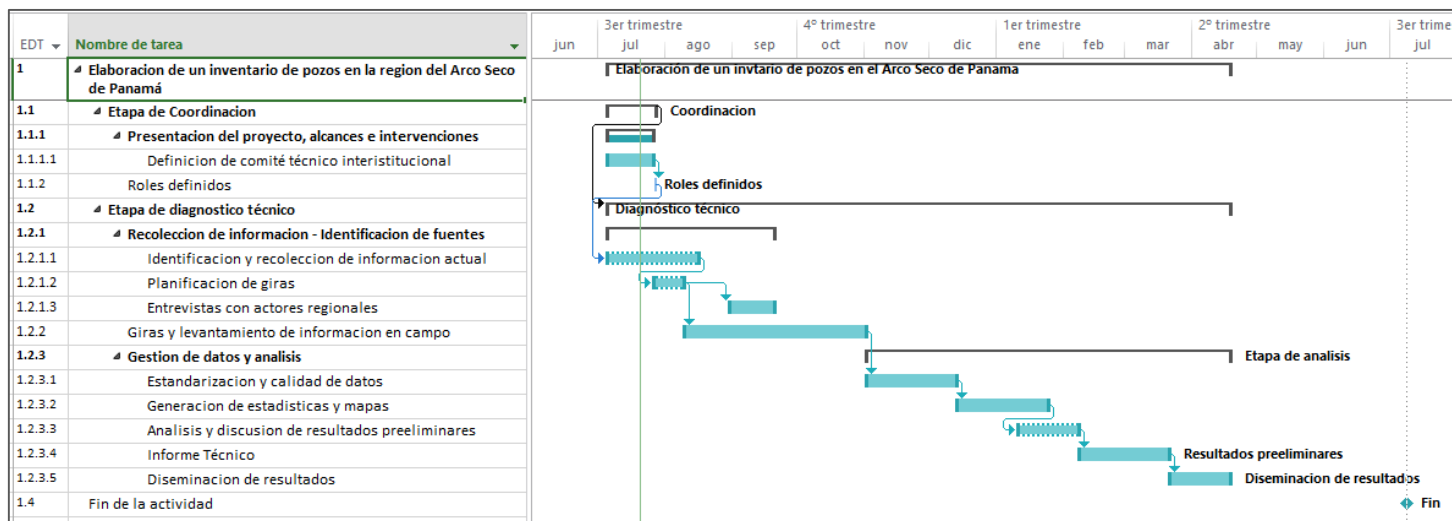 3er trimestre 4º trimestre 1er trimestre 2º trimestre 3er trime
EDT Nombre de tarea jun jul ago sep oct nov dic ene feb mar abr may jun jul
1 Elaboracion de un inventario de pozos en la region del Arco Seco Elaboración de un invtario de pozos en el Arco Seco de Panama
de Panamá
1.1 Etapa de Coordinacion Coordinacion
1.1.1 Presentacion del proyecto, alcances e intervenciones
1.1.1.1 Definicion de comité técnico interistitucional
1.1.2 Roles definidos Roles definidos
1.2 Etapa de diagnostico técnico Diagnóstico técnico
1.2.1 Recoleccion de informacion - Identificacion de fuentes
1.2.1.1 Identificacion y recoleccion de informacion actual
1.2.1.2 Planificacion de giras
1.2.1.3 Entrevistas con actores regionales
1.2.2 Giras y levantamiento de informacion en campo
1.2.3 Gestion de datos y analisis Etapa de analisis
1.2.3.1 Estandarizacion y calidad de datos
1.2.3.2 Generacion de estadisticas y mapas
1.2.3.3 Analisis y discusion de resultados preeliminares
1.2.3.4 Informe Técnico Resultados preeliminares
1.2.3.5 Diseminacion de resultados Diseminacion de resultados
1.4 Fin de la actividad Fin